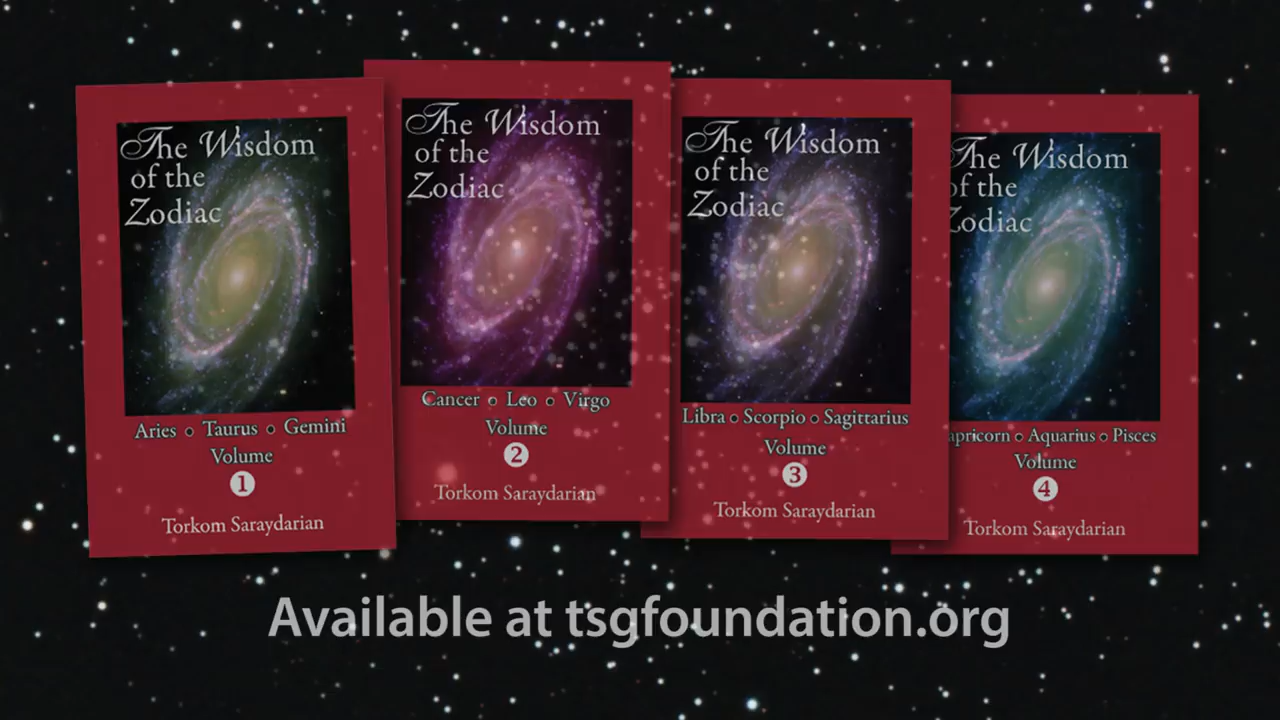 The Wisdom
of the
Zodiac
Aries • Taurus • Gemini
Volume
1
Torkom Saraydarian
The Wisdom
of the
Zodiac
Cancer • Leo • Virgo
Volume
2
Torkom Saraydarian
The Wisdom
of the
Zodiac
Libra • Scorpio • Sagittarius
Volume
3
Torkom Saraydarian
The Wisdom
of the
Zodiac
apricorn • Aquarius • Pisces
Volume
4
Torkom Saraydarian
Available at tsgfoundation.org